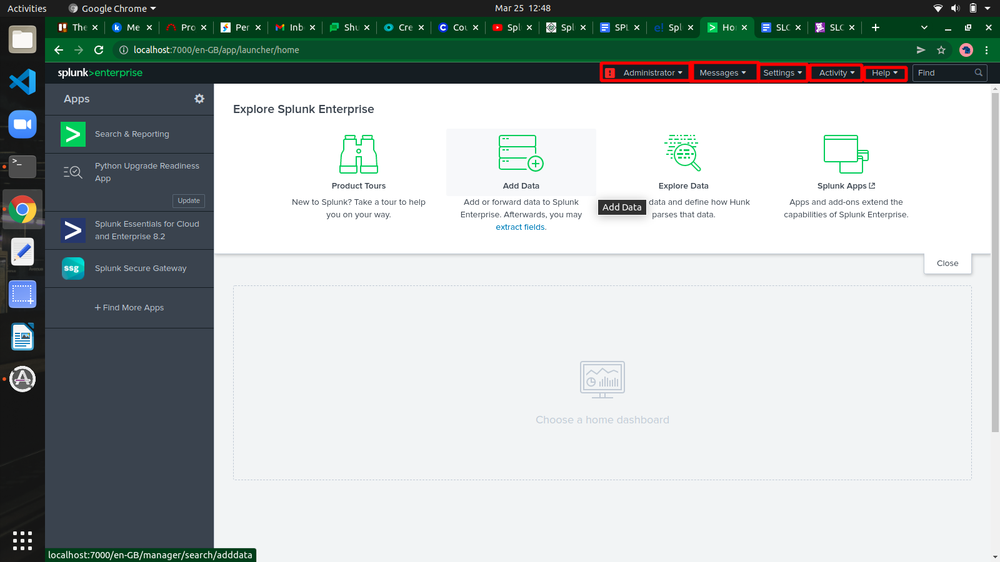 Activities
Google Chrome
Mar 25 12:48
The
Me
Pro
Per
Inb
Shu
Cre
Cou
Spl
Spl
SPL
Spl
Ho
SLO
SLO
localhost:7000/en-GB/app/launcher/home
splunk>enterprise
Administrator
Messages
Settings
Activity
Help
Find
Apps
Search & Reporting
Python Upgrade Readiness
App
Update
Splunk Essentials for Cloud
and Enterprise 8.2
ssg
Splunk Secure Gateway
+ Find More Apps
Explore Splunk Enterprise
Product Tours
New to Splunk? Take a tour to help
you on your way.
Add Data
Add or forward data to Splunk
Enterprise. Afterwards, you may
extract fields.
Add Data
Explore Data
data and define how Hunk
parses that data.
Splunk Apps
Apps and add-ons extend the
capabilities of Splunk Enterprise.
Close
Choose a home dashboard
localhost:7000/en-GB/manager/search/adddata